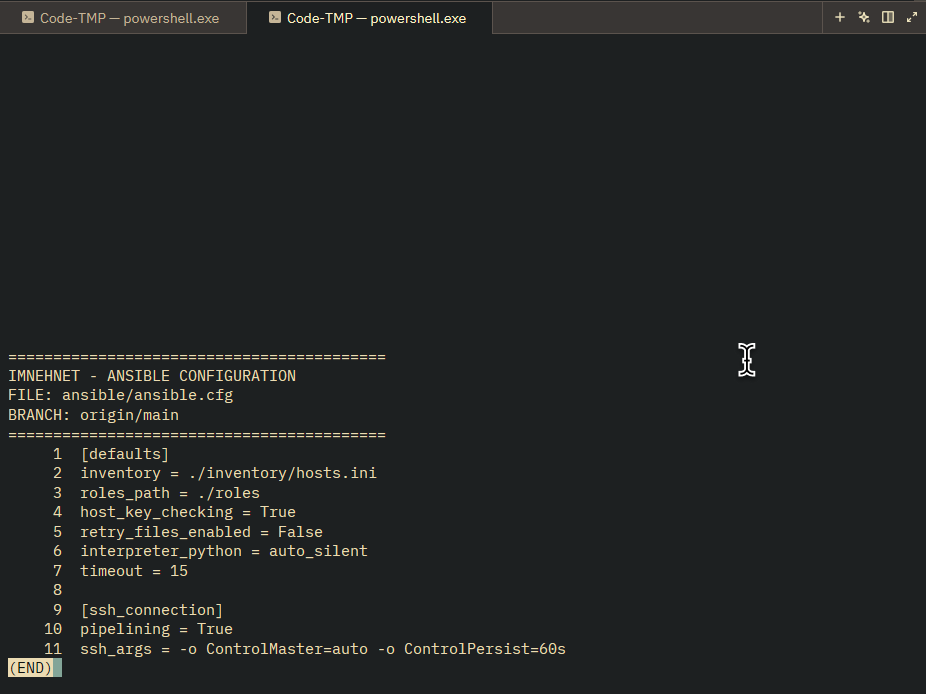 Code-TMP — powershell.exe
Code-TMP — powershell.exe
==========================================
IMNEHNET - ANSIBLE CONFIGURATION
FILE: ansible/ansible.cfg
BRANCH: origin/main
==========================================
1 [defaults]
2 inventory = ./inventory/hosts.ini
3 roles_path = ./roles
4 host_key_checking = True
5 retry_files_enabled = False
6 interpreter_python = auto_silent
7 timeout = 15
8
9 [ssh_connection]
10 pipelining = True
11 ssh_args = -o ControlMaster=auto -o ControlPersist=60s
(END)